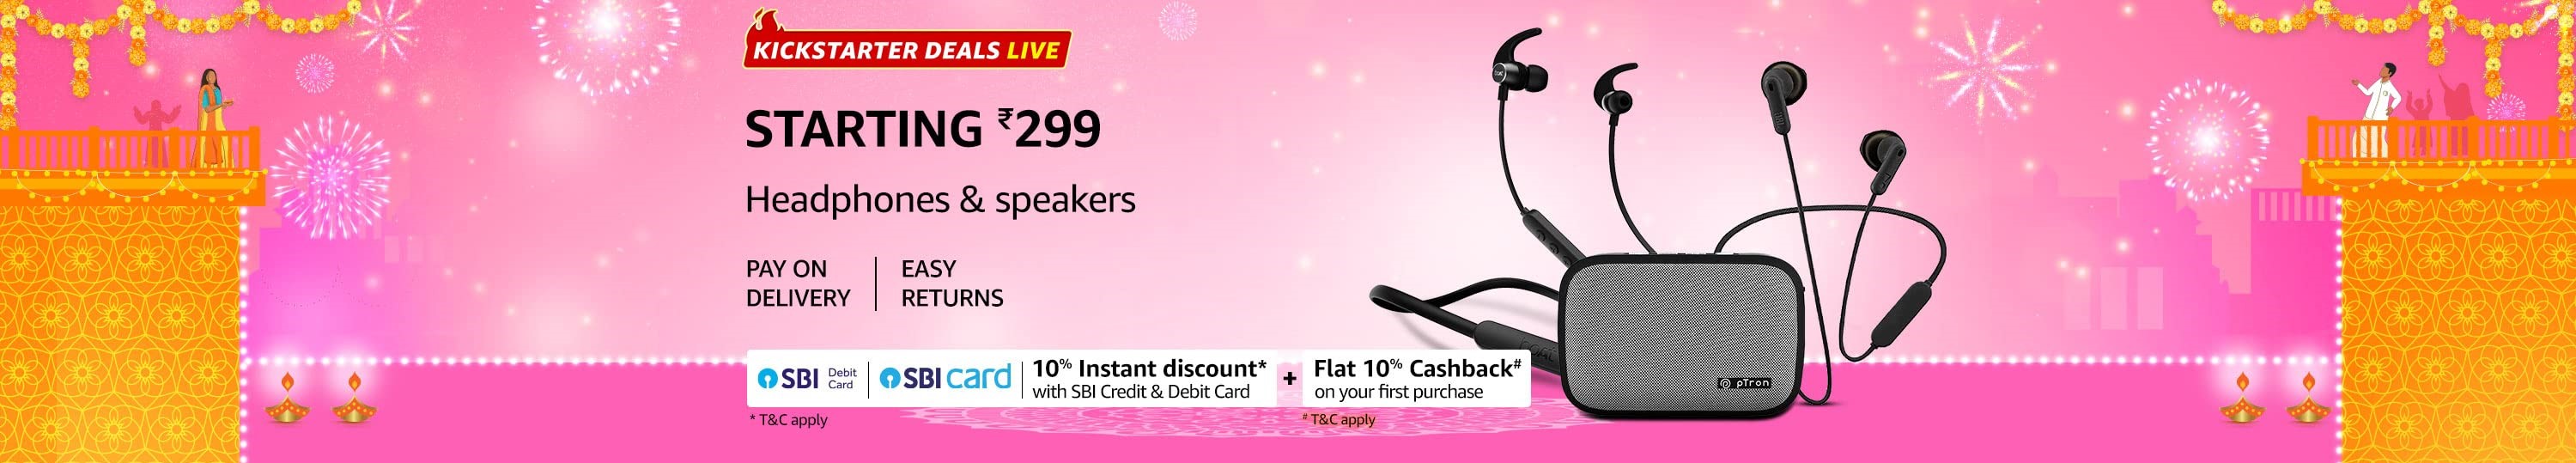 KICKSTARTER DEALS LIVE
STARTING ₹299
Headphones & speakers
PAY ON
DELIVERY
EASY
RETURNS
SBI Debit
Card
SBI card
10% Instant discount*
with SBI Credit & Debit Card
+
Flat 10% Cashback#
on your first purchase
* T&C apply
# T&C apply
pTron